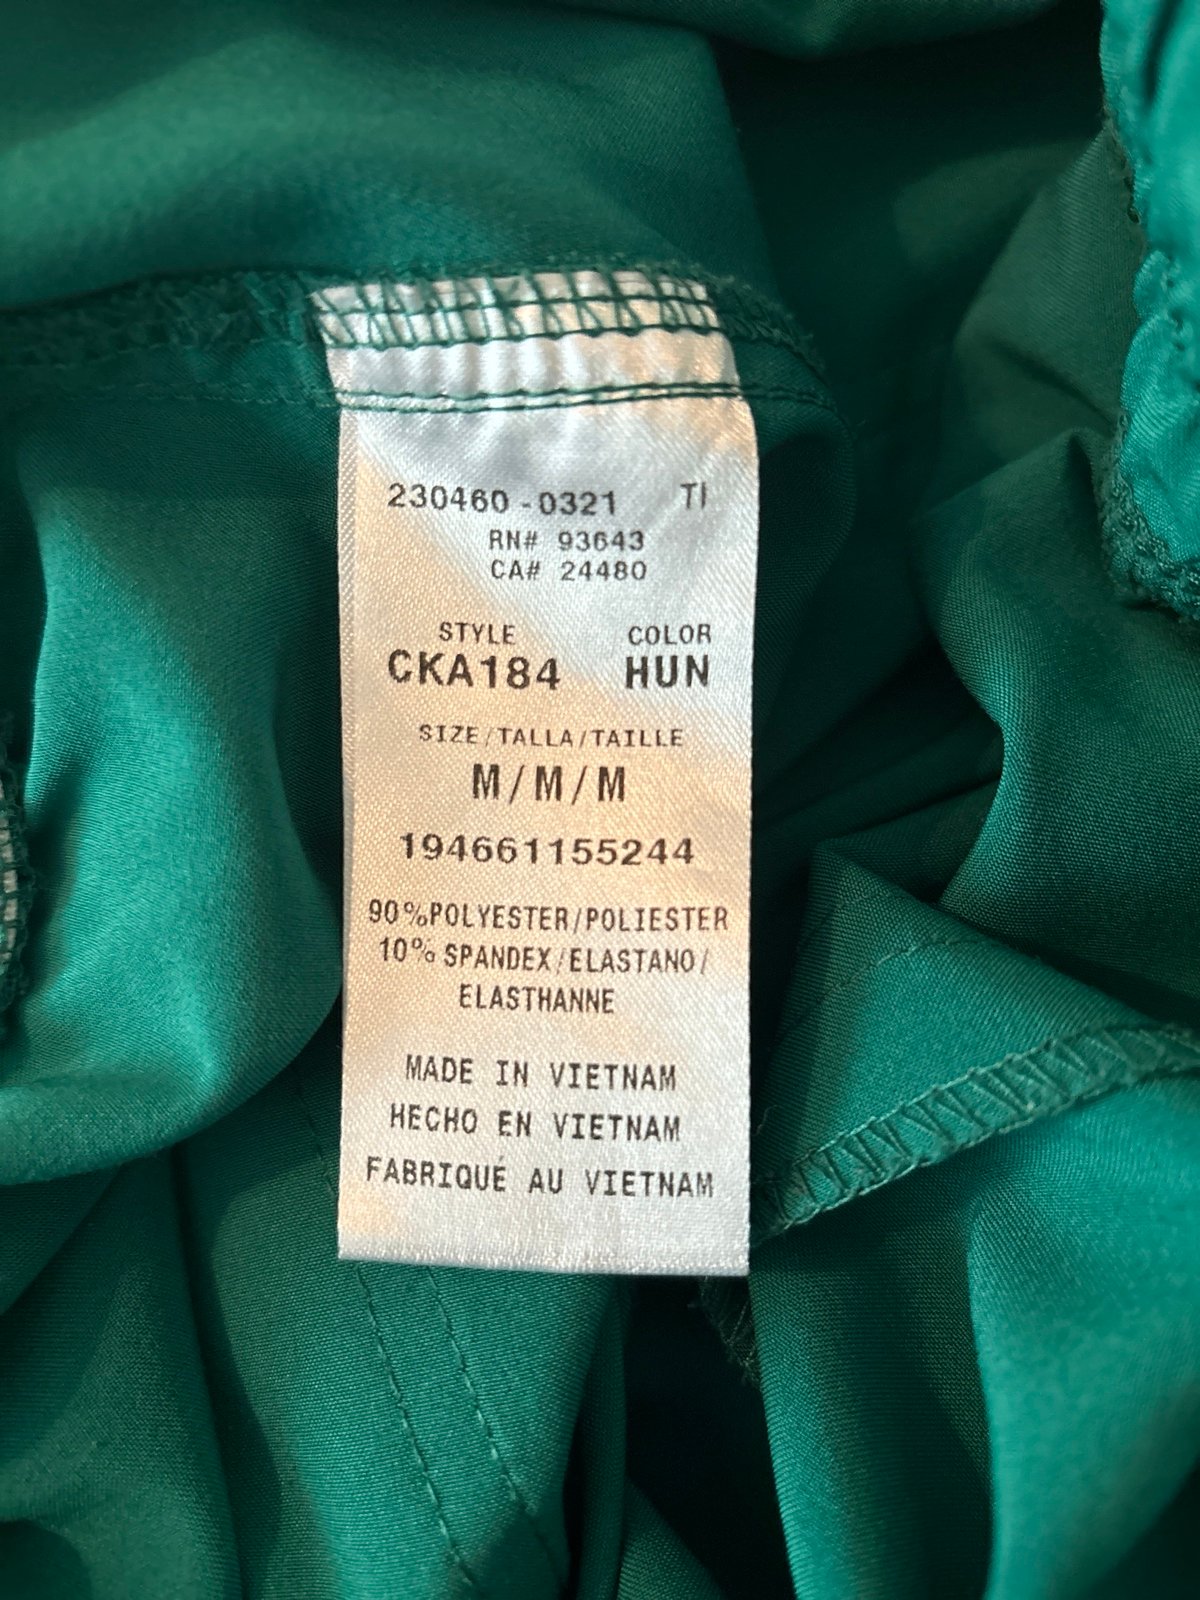 230460-0321 TI
RN# 93643
CA# 24480
STYLE COLOR
CKA184 HUN
SIZE/TALLA/TAILLE
M/M/M
194661155244
90%POLYESTER/POLIESTER
10% SPANDEX/ELASTANO/
ELASTHANNE
MADE IN VIETNAM
HECHO EN VIETNAM
FABRIQUÉ AU VIETNAM